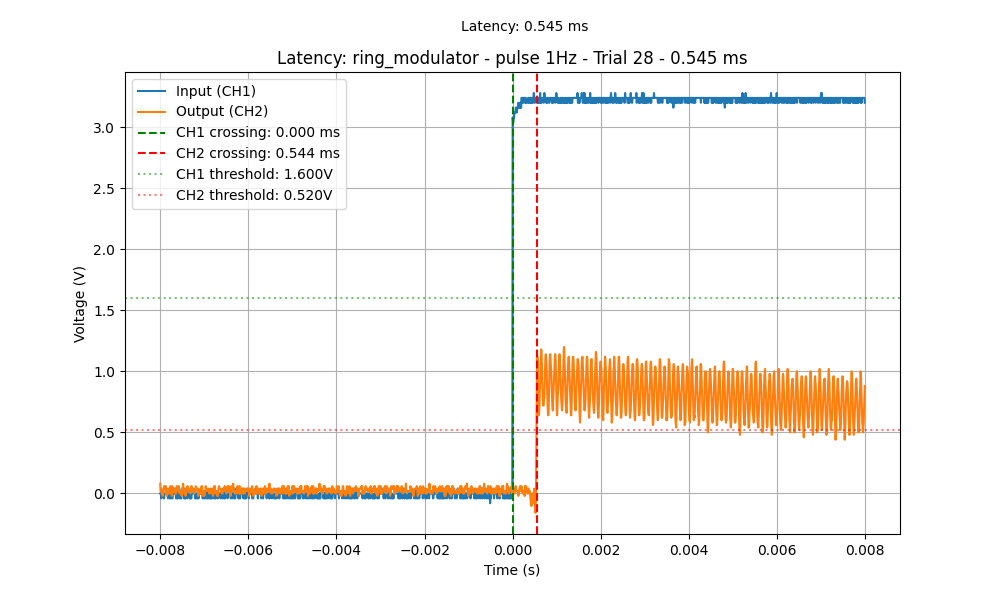 Latency: 0.545 ms
Latency: ring_modulator - pulse 1Hz - Trial 28 - 0.545 ms
Input (CH1)
Output (CH2)
CH1 crossing: 0.000 ms
CH2 crossing: 0.544 ms
CH1 threshold: 1.600V
CH2 threshold: 0.520V
Voltage (V)
3.0
2.5
2.0
1.5
1.0
0.5
0.0
−0.008 −0.006 −0.004 −0.002 0.000 0.002 0.004 0.006 0.008
Time (s)